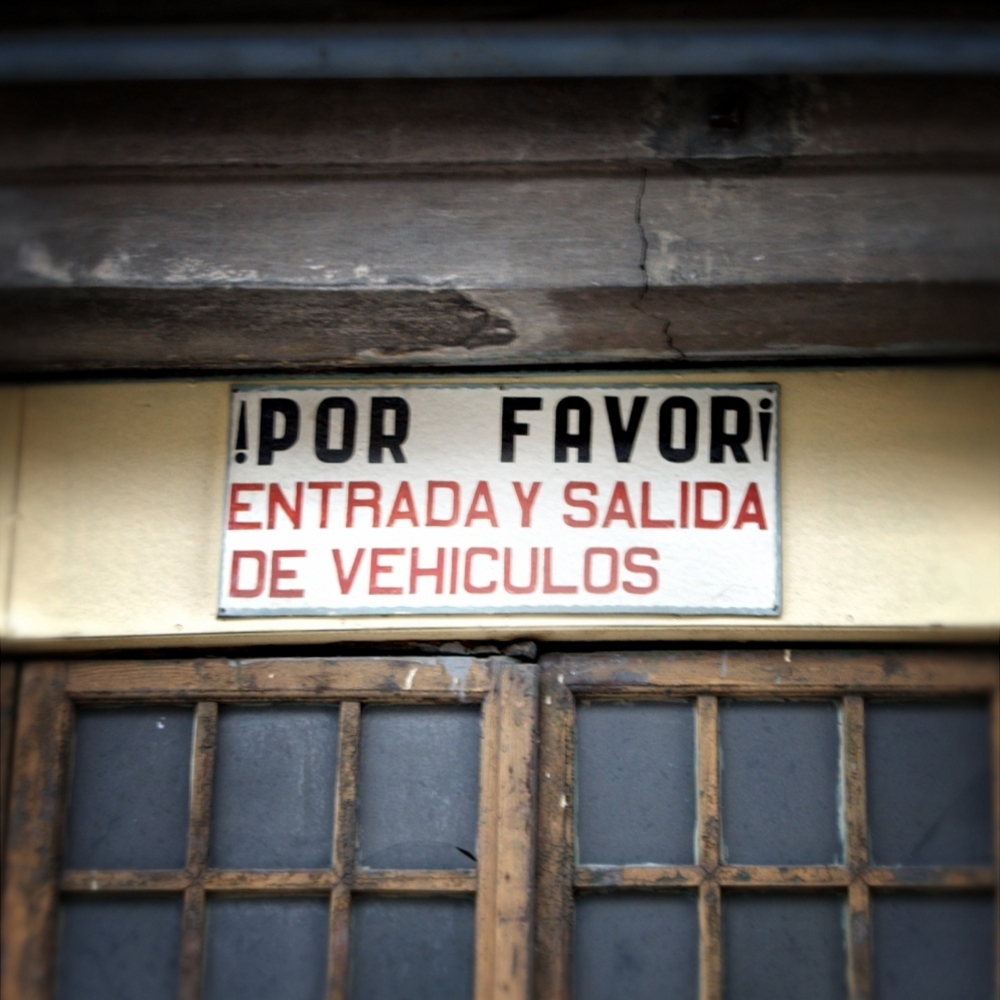 !POR FAVOR¡
ENTRADA Y SALIDA
DE VEHICULOS